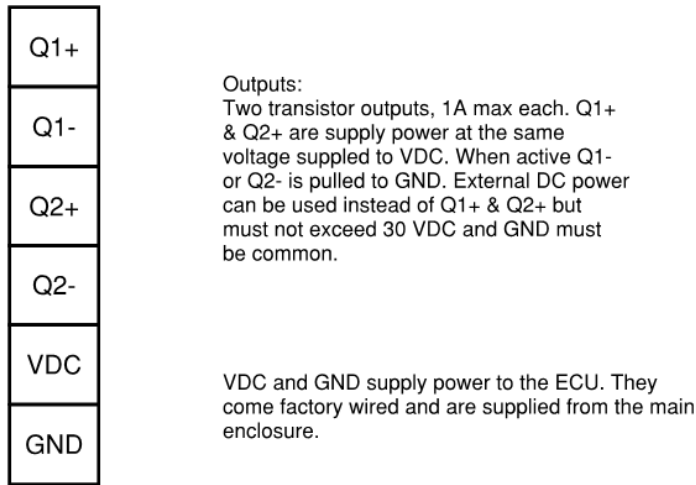 Q1+
Q1-
Q2+
Q2-
VDC
GND
Outputs:
Two transistor outputs, 1A max each. Q1+
& Q2+ are supply power at the same
voltage suppled to VDC. When active Q1-
or Q2- is pulled to GND. External DC power
can be used instead of Q1+ & Q2+ but
must not exceed 30 VDC and GND must
be common.
VDC and GND supply power to the ECU. They
come factory wired and are supplied from the main
enclosure.